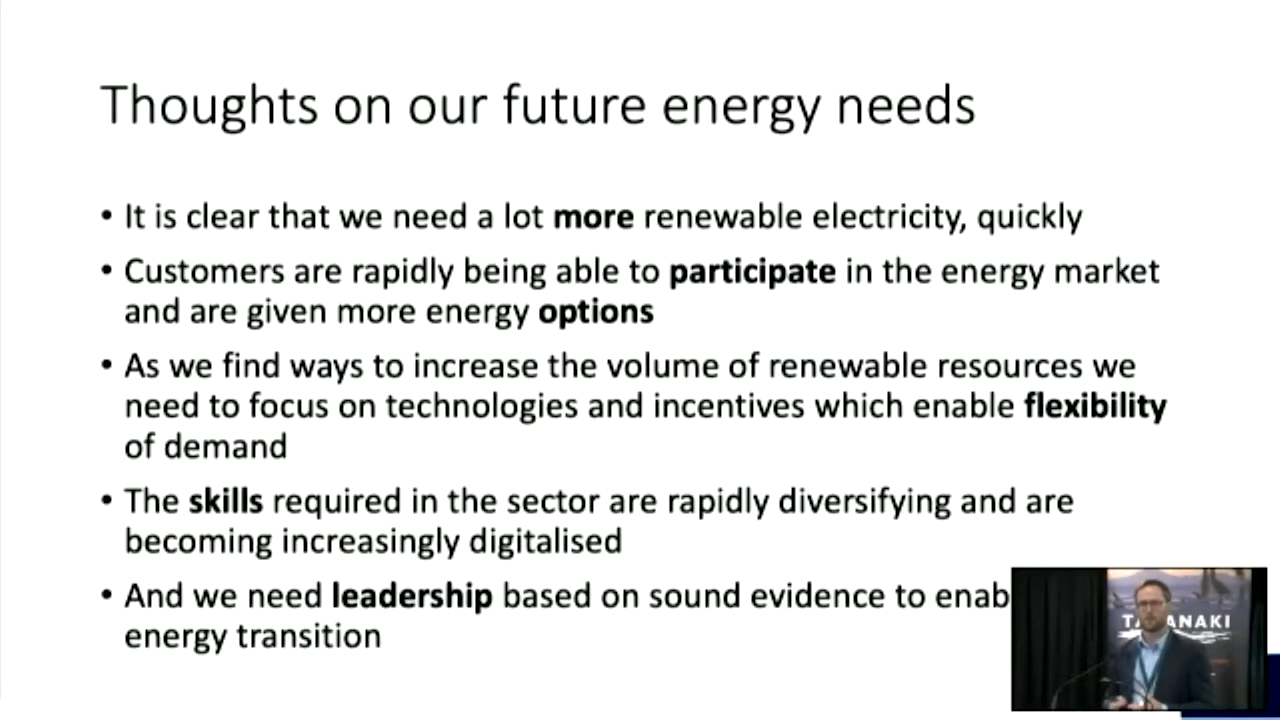 Thoughts on our future energy needs
• It is clear that we need a lot more renewable electricity, quickly
• Customers are rapidly being able to participate in the energy market
and are given more energy options
• As we find ways to increase the volume of renewable resources we
need to focus on technologies and incentives which enable flexibility
of demand
• The skills required in the sector are rapidly diversifying and are
becoming increasingly digitalised
• And we need leadership based on sound evidence to enab
energy transition
TA ANAKI